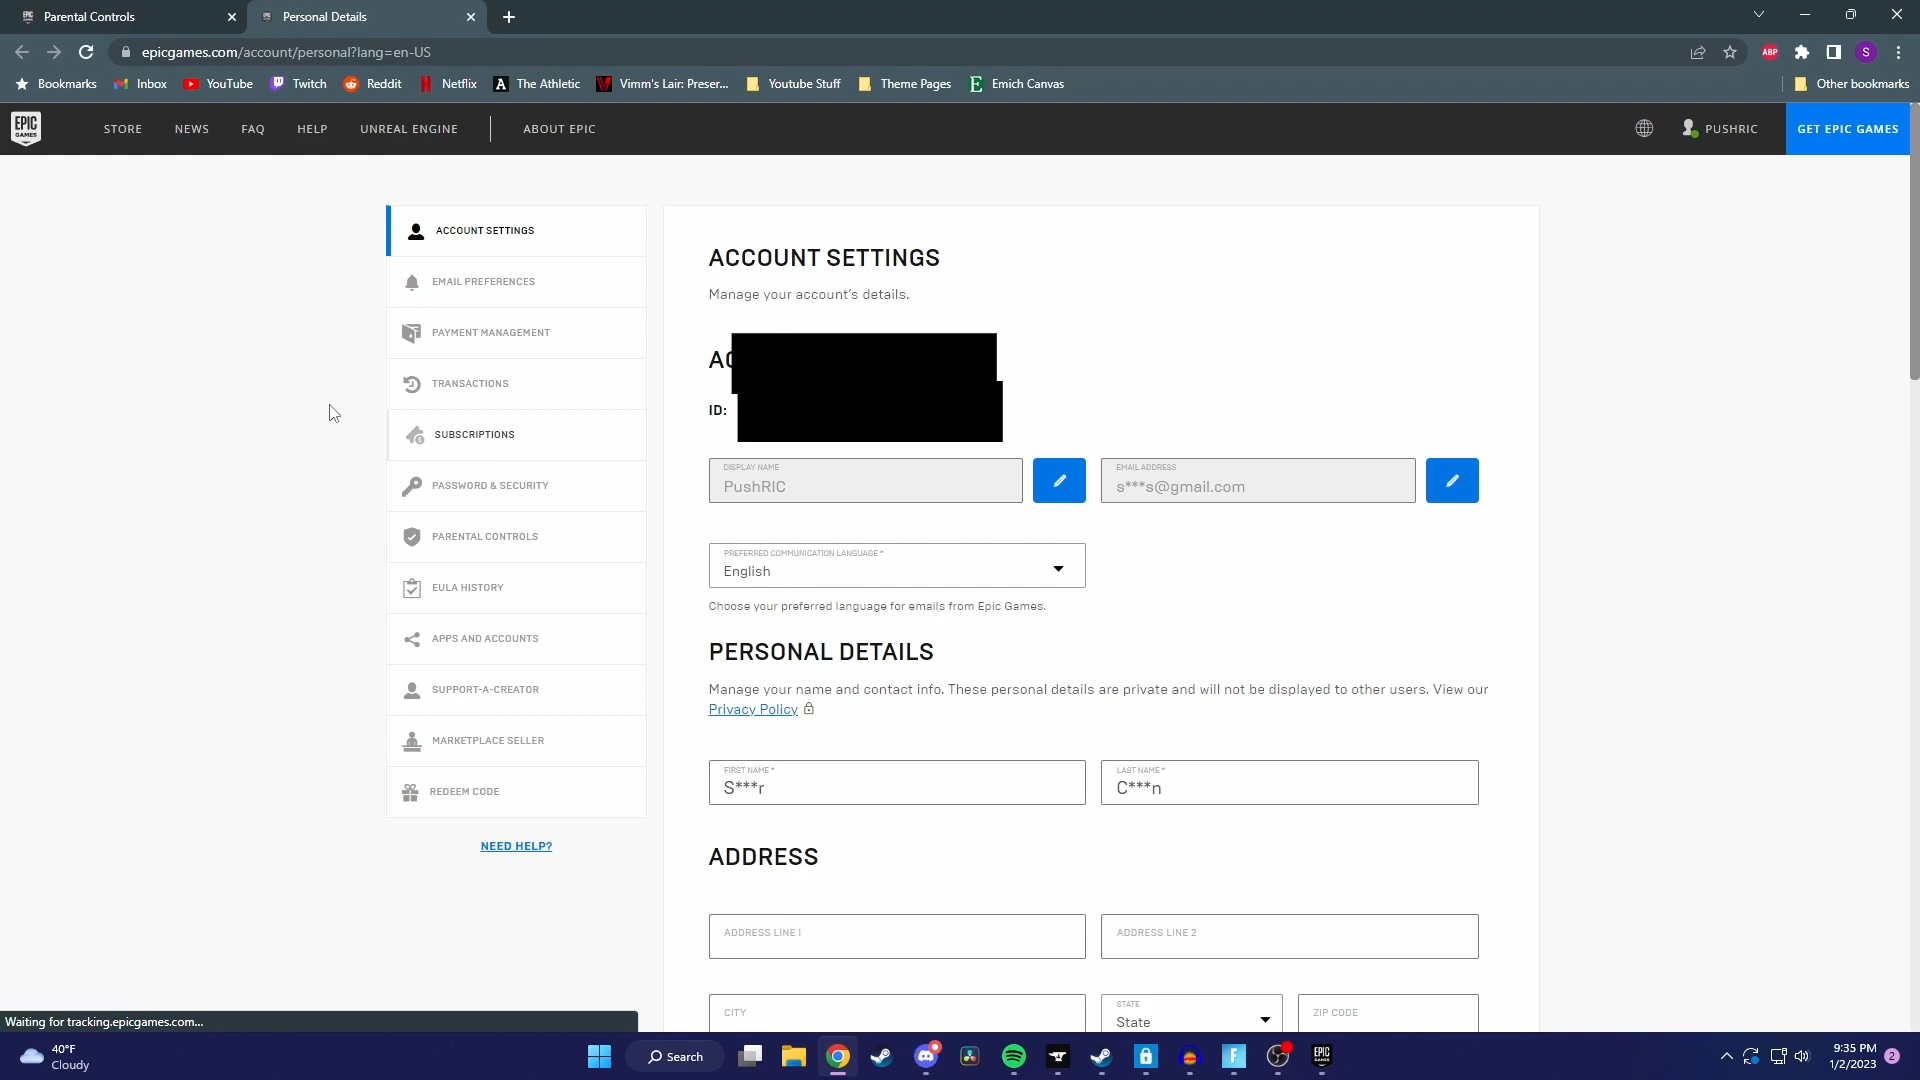 Parental Controls
Personal Details
epicgames.com/account/personal?lang=en-US
ABP
S
Bookmarks
Inbox
YouTube
Twitch
Reddit
Netflix
A The Athletic
Vimm's Lair: Preser...
Youtube Stuff
Theme Pages
E Emich Canvas
Other bookmarks
EPIC GAMES
STORE
NEWS
FAQ
HELP
UNREAL ENGINE
ABOUT EPIC
PUSHRIC
GET EPIC GAMES
ACCOUNT SETTINGS
EMAIL PREFERENCES
PAYMENT MANAGEMENT
TRANSACTIONS
SUBSCRIPTIONS
PASSWORD & SECURITY
PARENTAL CONTROLS
EULA HISTORY
APPS AND ACCOUNTS
SUPPORT-A-CREATOR
MARKETPLACE SELLER
REDEEM CODE
NEED HELP?
ACCOUNT SETTINGS
Manage your account's details.
ID:
DISPLAY NAME
PushRIC
EMAIL ADDRESS
s***s@gmail.com
PREFERRED COMMUNICATION LANGUAGE *
English
Choose your preferred language for emails from Epic Games.
PERSONAL DETAILS
Manage your name and contact info. These personal details are private and will not be displayed to other users. View our
Privacy Policy
FIRST NAME *
S***r
LAST NAME *
C***n
ADDRESS
ADDRESS LINE 1
ADDRESS LINE 2
CITY
STATE
State
ZIP CODE
Waiting for tracking.epicgames.com...
40°F
Cloudy
Search
EPIC GAMES
9:35 PM
1/2/2023
2